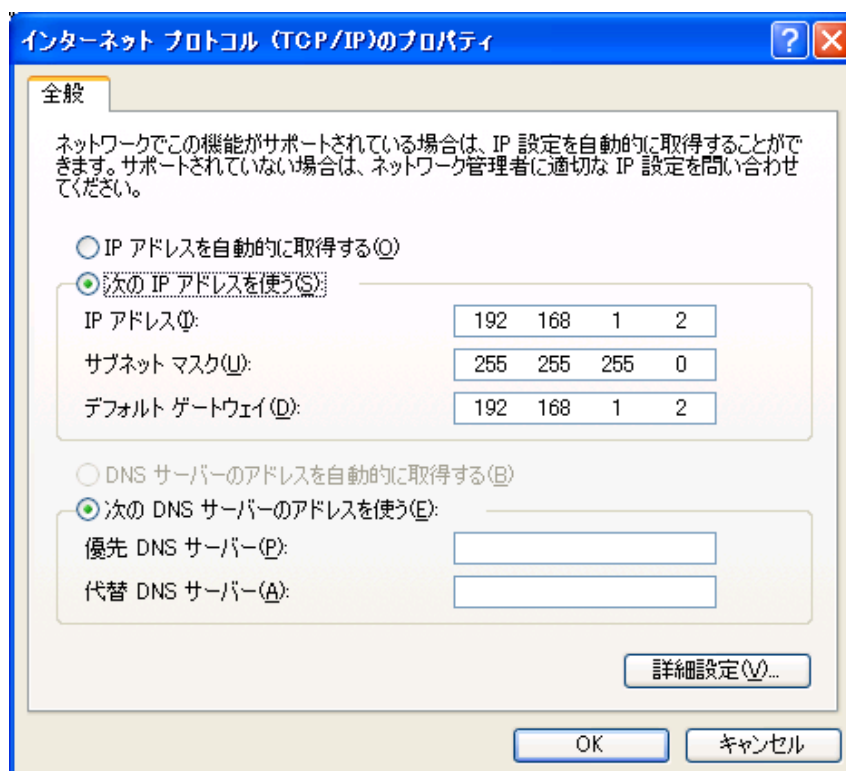 インターネット プロトコル (TCP/IP)のプロパティ
全般
ネットワークでこの機能がサポートされている場合は、IP 設定を自動的に取得することがで
きます。サポートされていない場合は、ネットワーク管理者に適切な IP 設定を問い合わせ
てください。
IP アドレスを自動的に取得する(O)
次の IP アドレスを使う(S):
IP アドレス(I): 192 168 1 2
サブネット マスク(U): 255 255 255 0
デフォルト ゲートウェイ(D): 192 168 1 2
DNS サーバーのアドレスを自動的に取得する(B)
次の DNS サーバーのアドレスを使う(E):
優先 DNS サーバー(P):
代替 DNS サーバー(A):
詳細設定(V)...
OK キャンセル